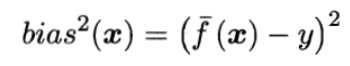 bias²(𝒙) = (f̄(𝒙) − y)²